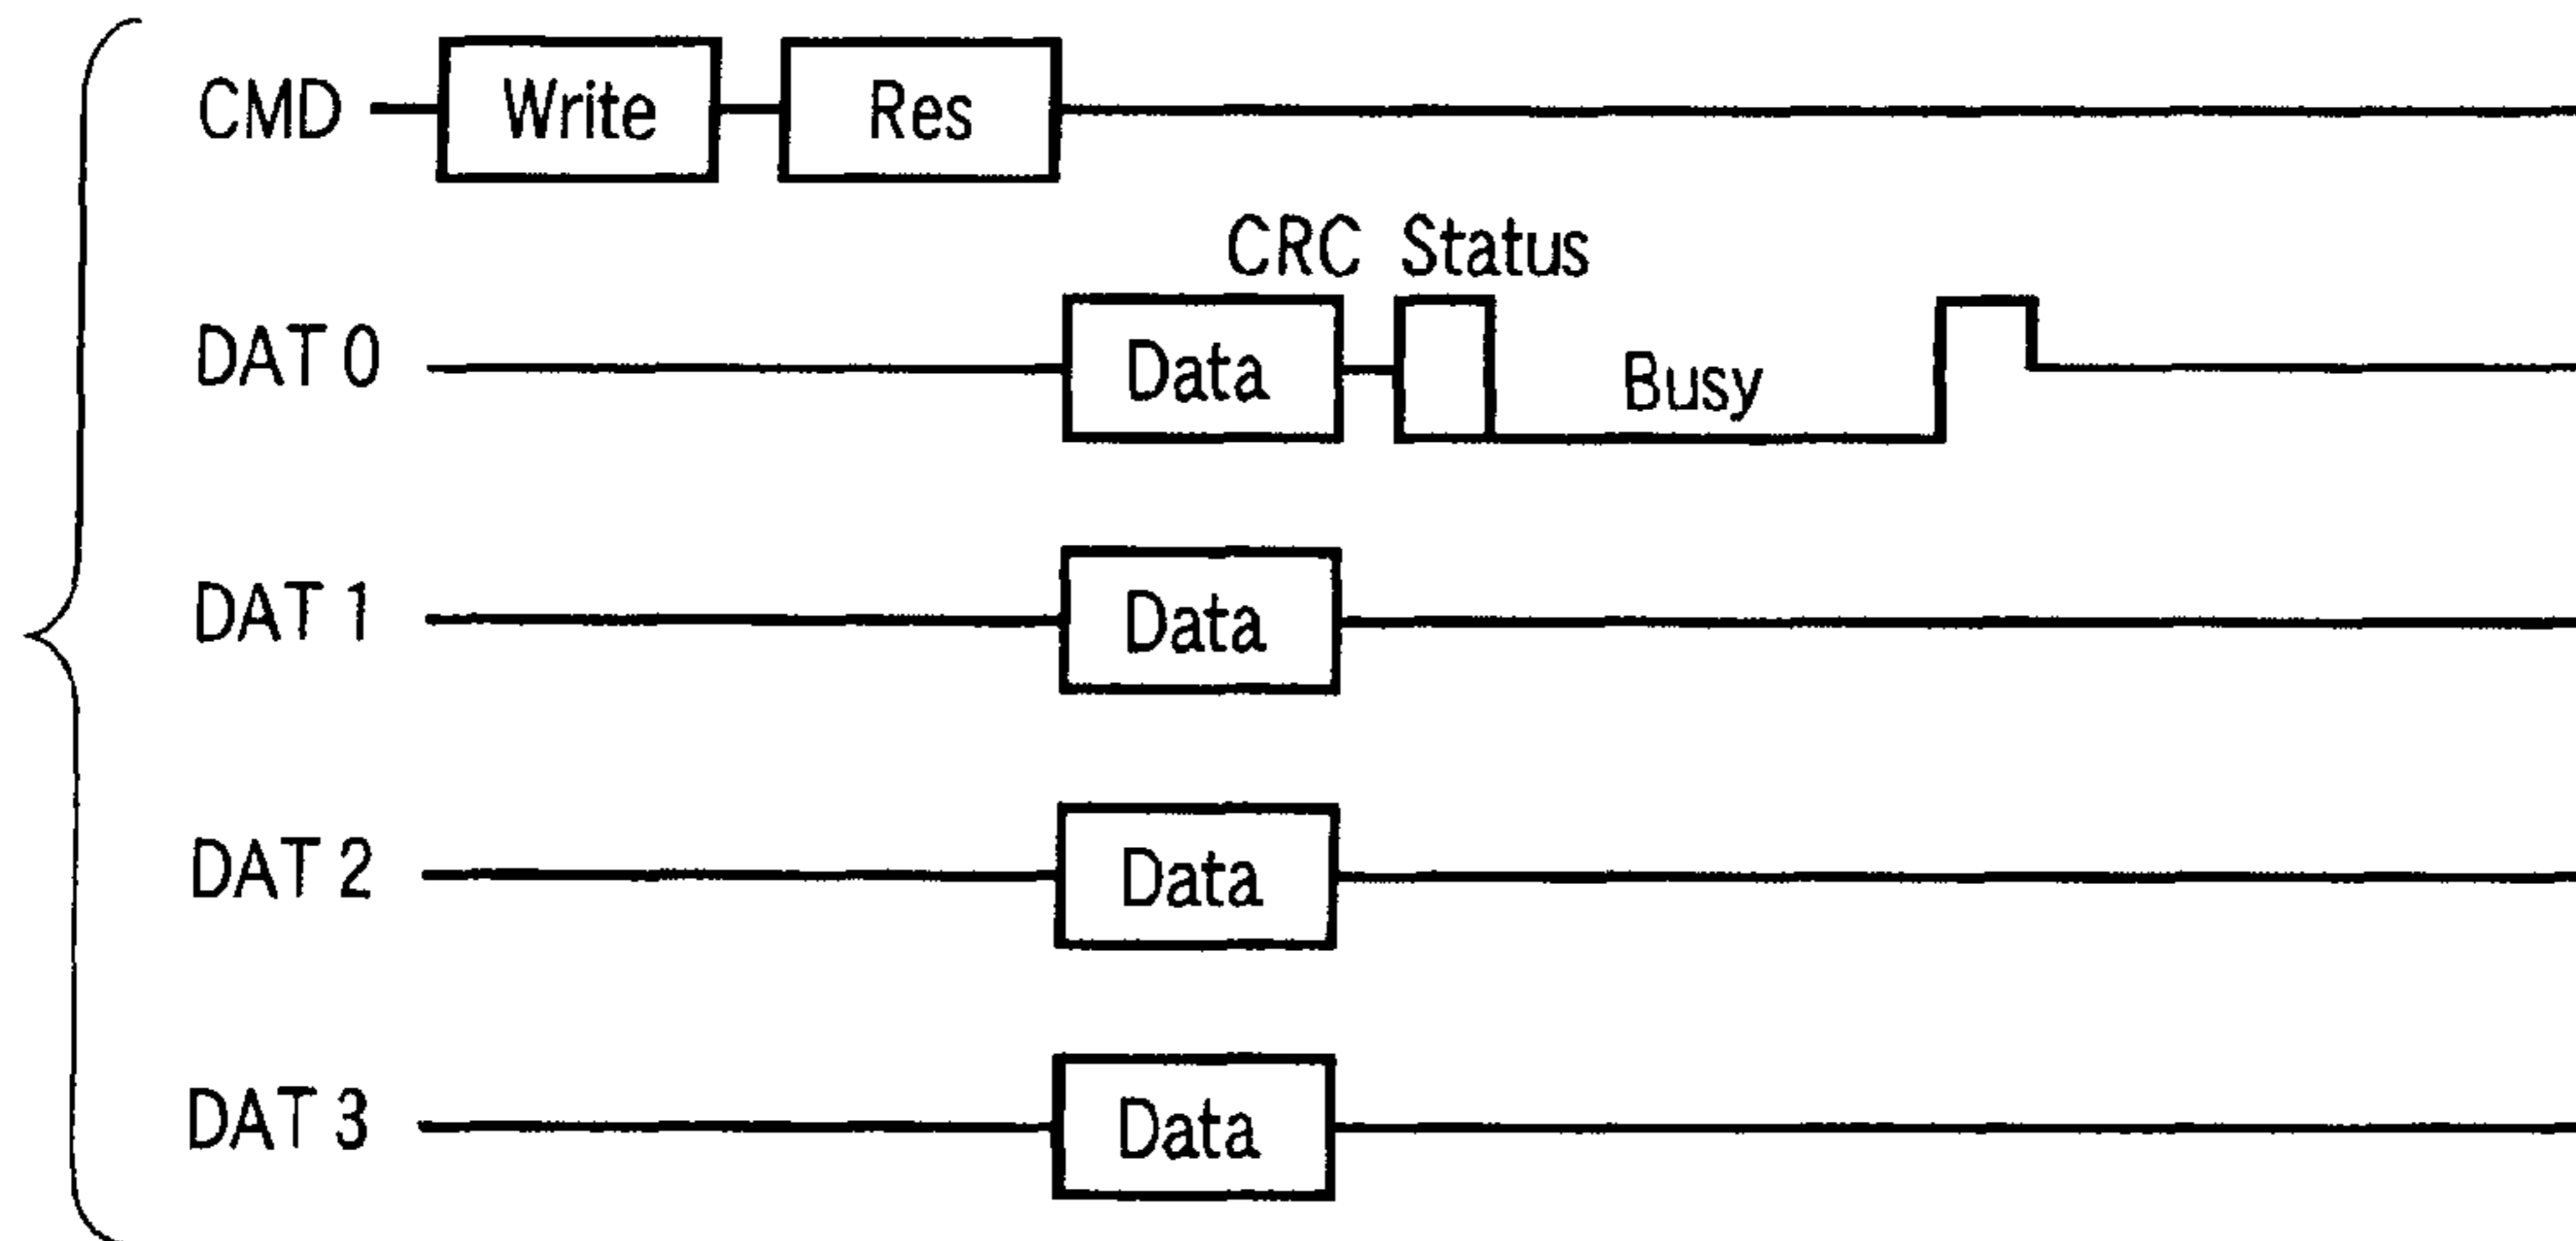 CMD Write Res
CRC Status
DAT 0 Data Busy
DAT 1 Data
DAT 2 Data
DAT 3 Data